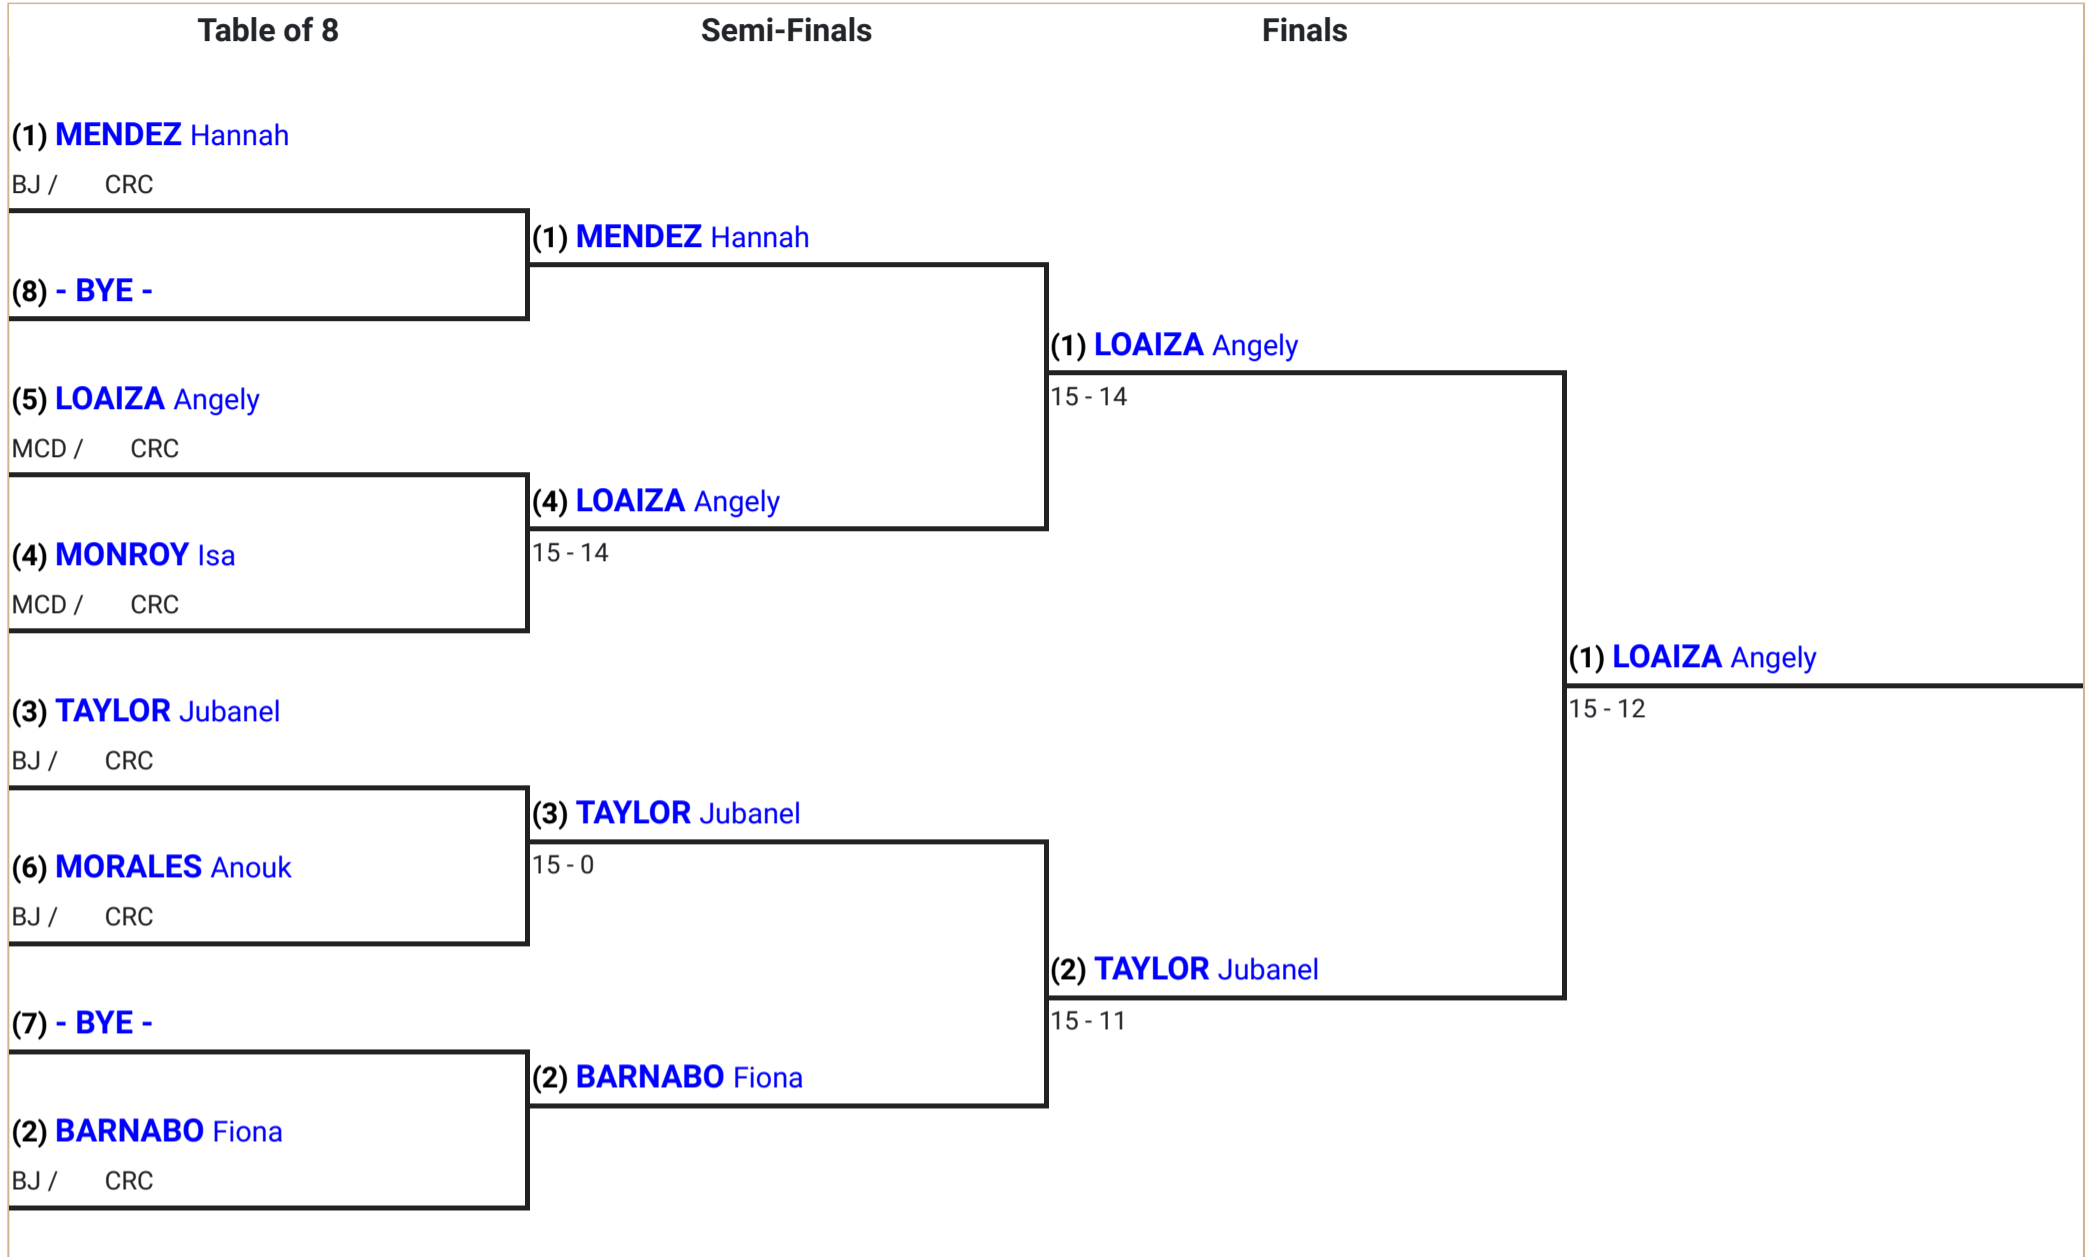 Table of 8
Semi-Finals
Finals
(1) MENDEZ Hannah
BJ / CRC
(8) - BYE -
(5) LOAIZA Angely
MCD / CRC
(4) MONROY Isa
MCD / CRC
(3) TAYLOR Jubanel
BJ / CRC
(6) MORALES Anouk
BJ / CRC
(7) - BYE -
(2) BARNABO Fiona
BJ / CRC
(1) MENDEZ Hannah
(4) LOAIZA Angely
15 - 14
(3) TAYLOR Jubanel
15 - 0
(2) BARNABO Fiona
(1) LOAIZA Angely
15 - 14
(2) TAYLOR Jubanel
15 - 11
(1) LOAIZA Angely
15 - 12